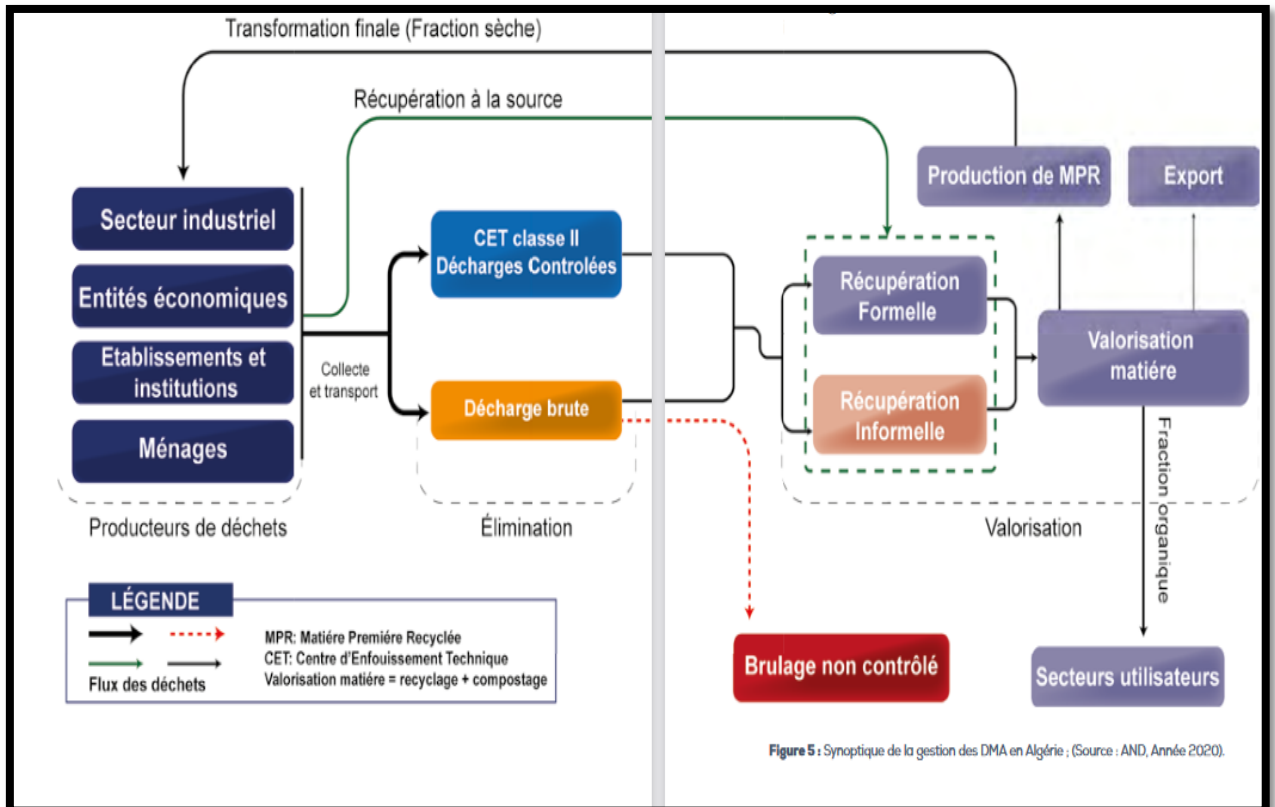 Transformation finale (Fraction sèche)
Récupération à la source
Production de MPR
Export
Secteur industriel
Entités économiques
Etablissements et
institutions
Ménages
Collecte
et transport
CET classe II
Décharges Controlées
Décharge brute
Récupération
Formelle
Récupération
Informelle
Valorisation
matiére
Fraction organique
Producteurs de déchets
Élimination
Valorisation
LÉGENDE
Flux des déchets
MPR: Matiére Premiére Recyclée
CET: Centre d'Enfouissement Technique
Valorisation matiére = recyclage + compostage
Brulage non contrôlé
Secteurs utilisateurs
Figure 5 : Synoptique de la gestion des DMA en Algérie ; (Source : AND, Année 2020).